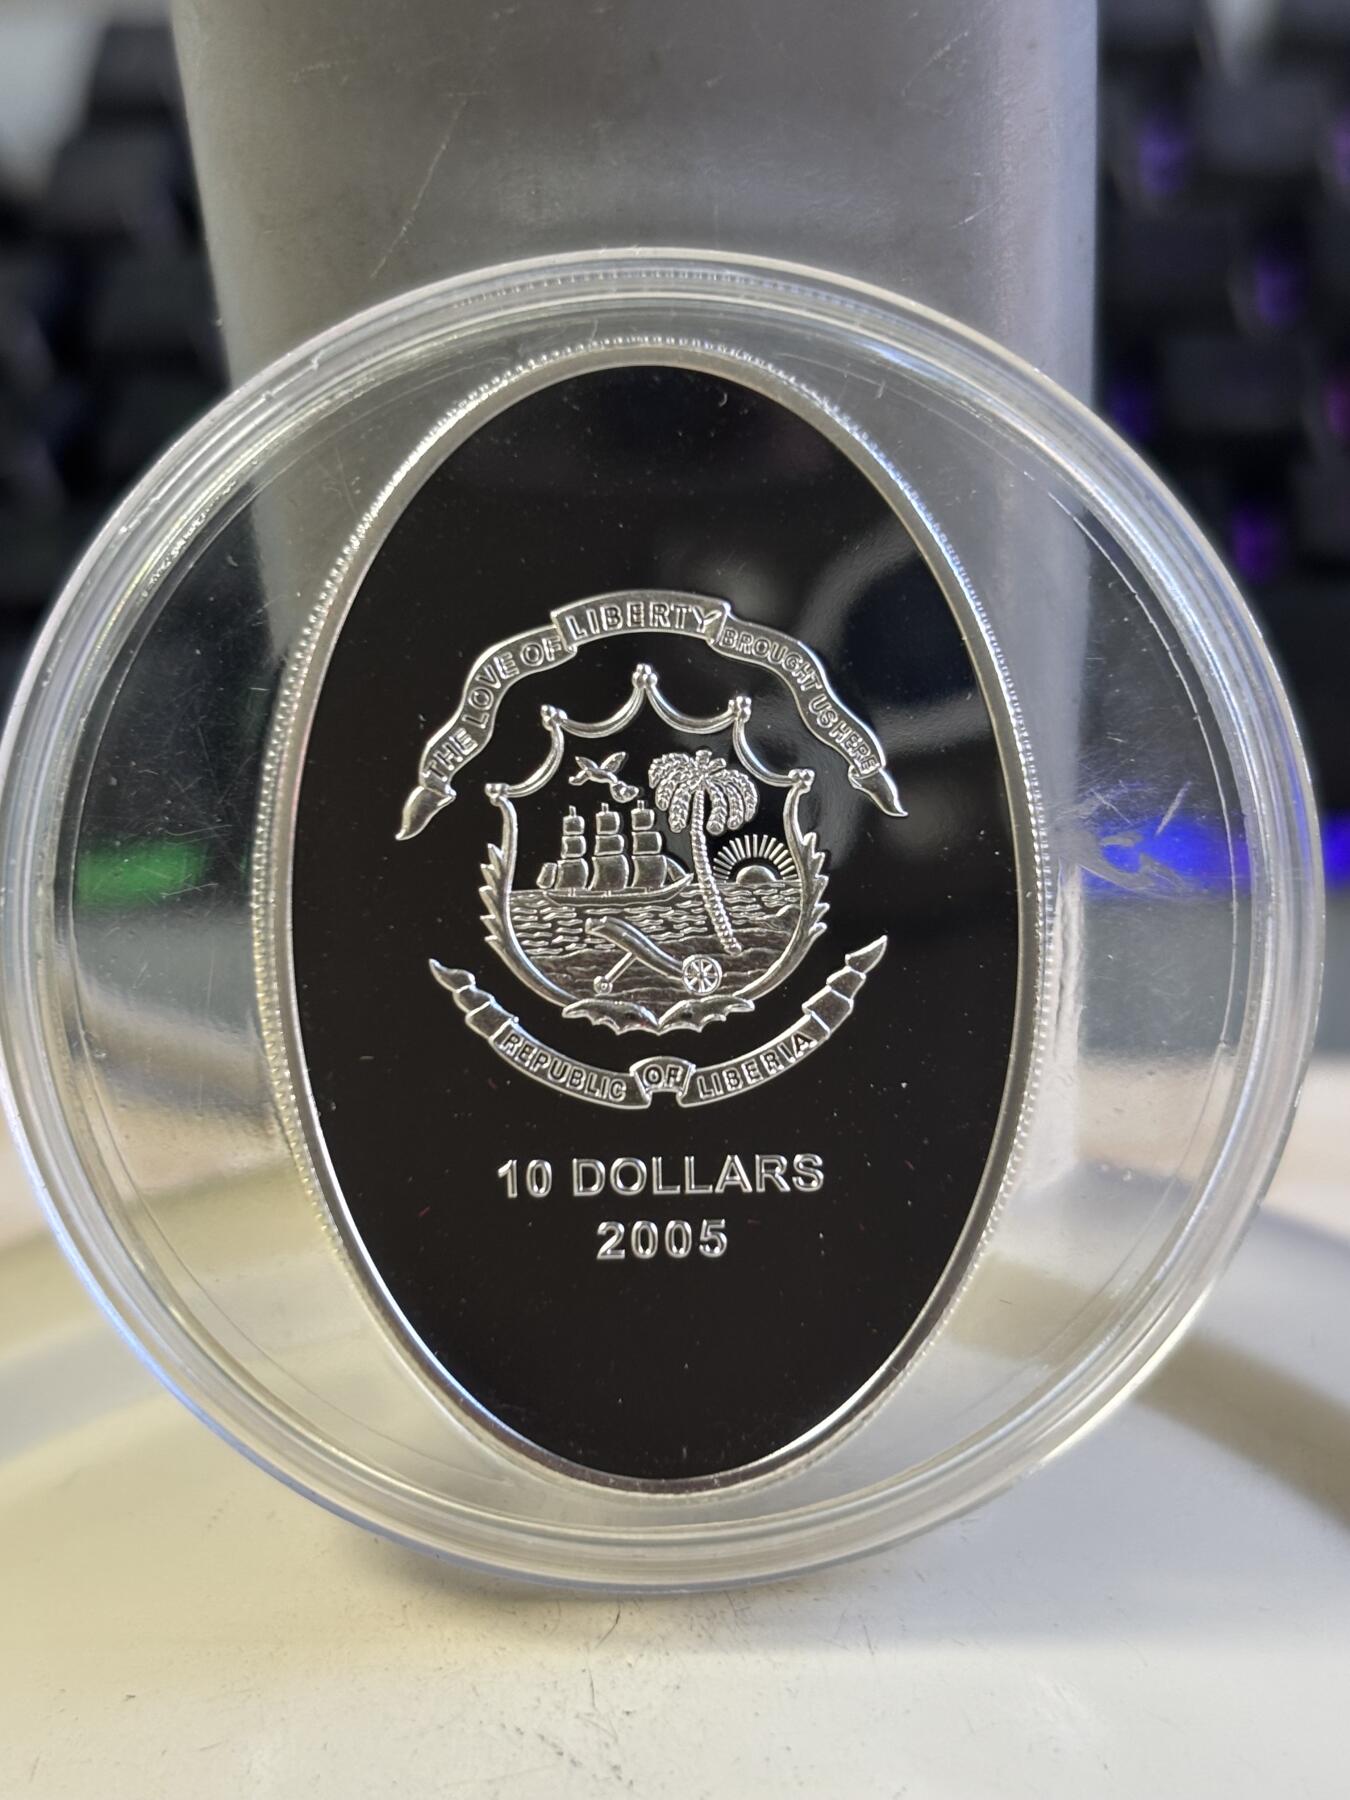 THE LOVE OF LIBERTY BROUGHT US HERE
REPUBLIC OF LIBERIA
10 DOLLARS
2005